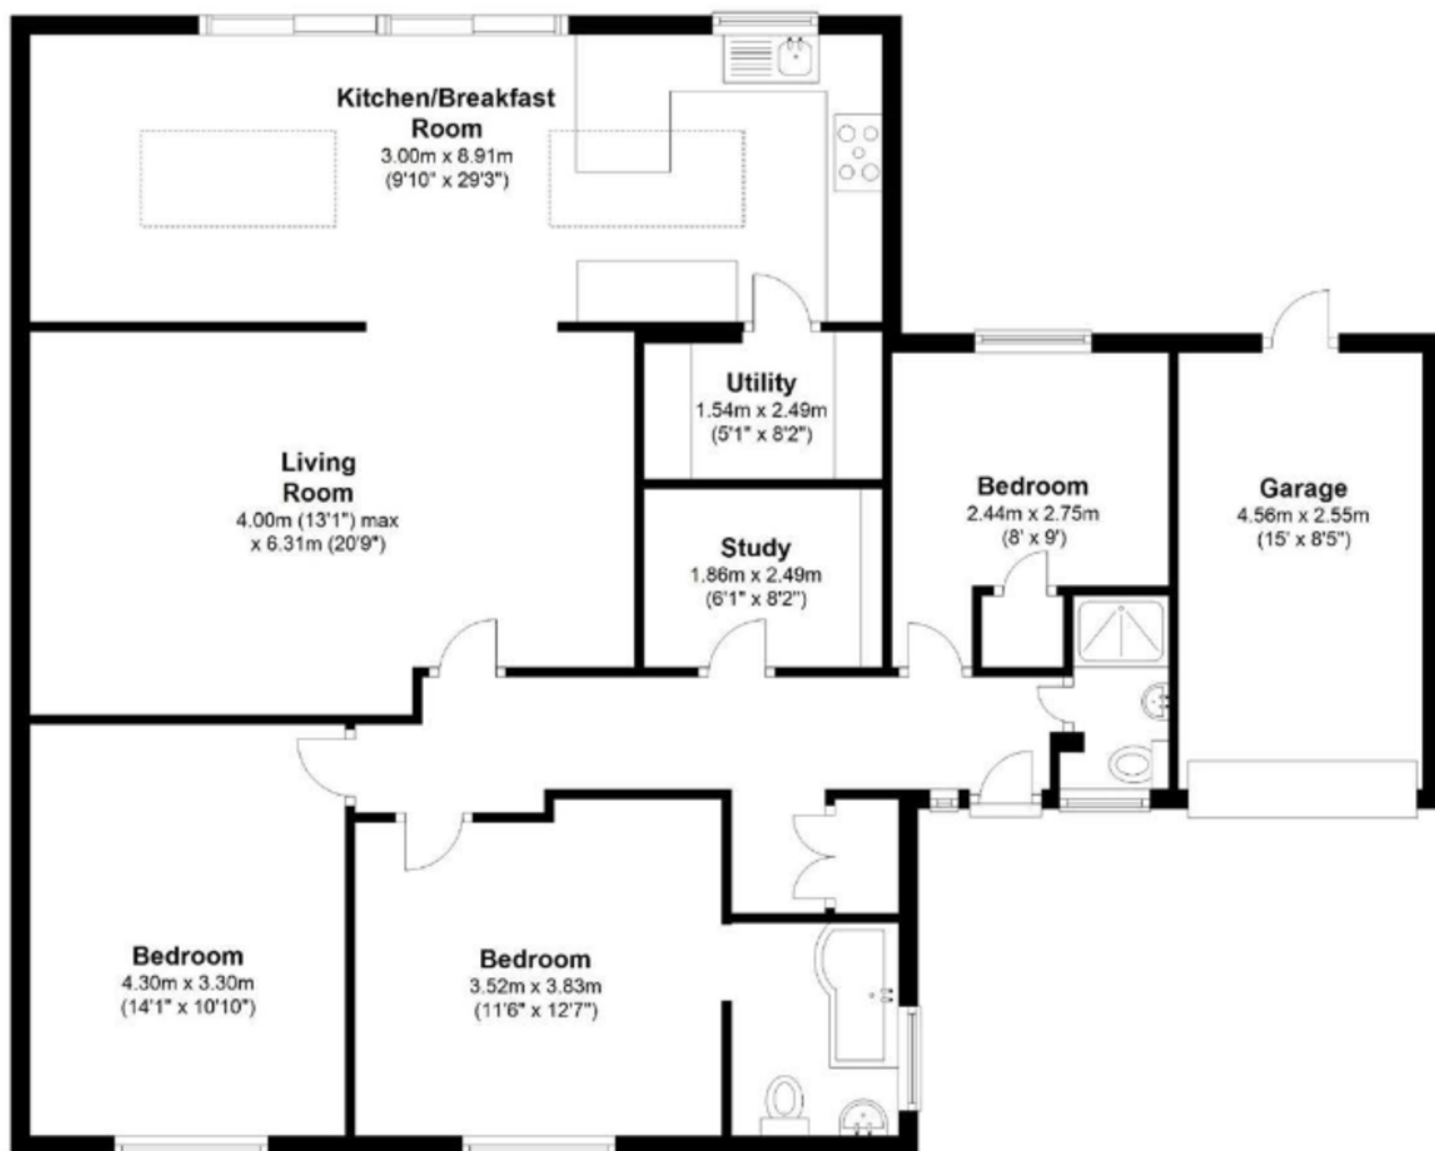 Kitchen/Breakfast
Room
3.00m x 8.91m
(9'10" x 29'3")
Utility
1.54m x 2.49m
(5'1" x 8'2")
Living
Room
4.00m (13'1") max
x 6.31m (20'9")
Study
1.86m x 2.49m
(6'1" x 8'2")
Bedroom
2.44m x 2.75m
(8' x 9')
Garage
4.56m x 2.55m
(15' x 8'5")
Bedroom
4.30m x 3.30m
(14'1" x 10'10")
Bedroom
3.52m x 3.83m
(11'6" x 12'7")